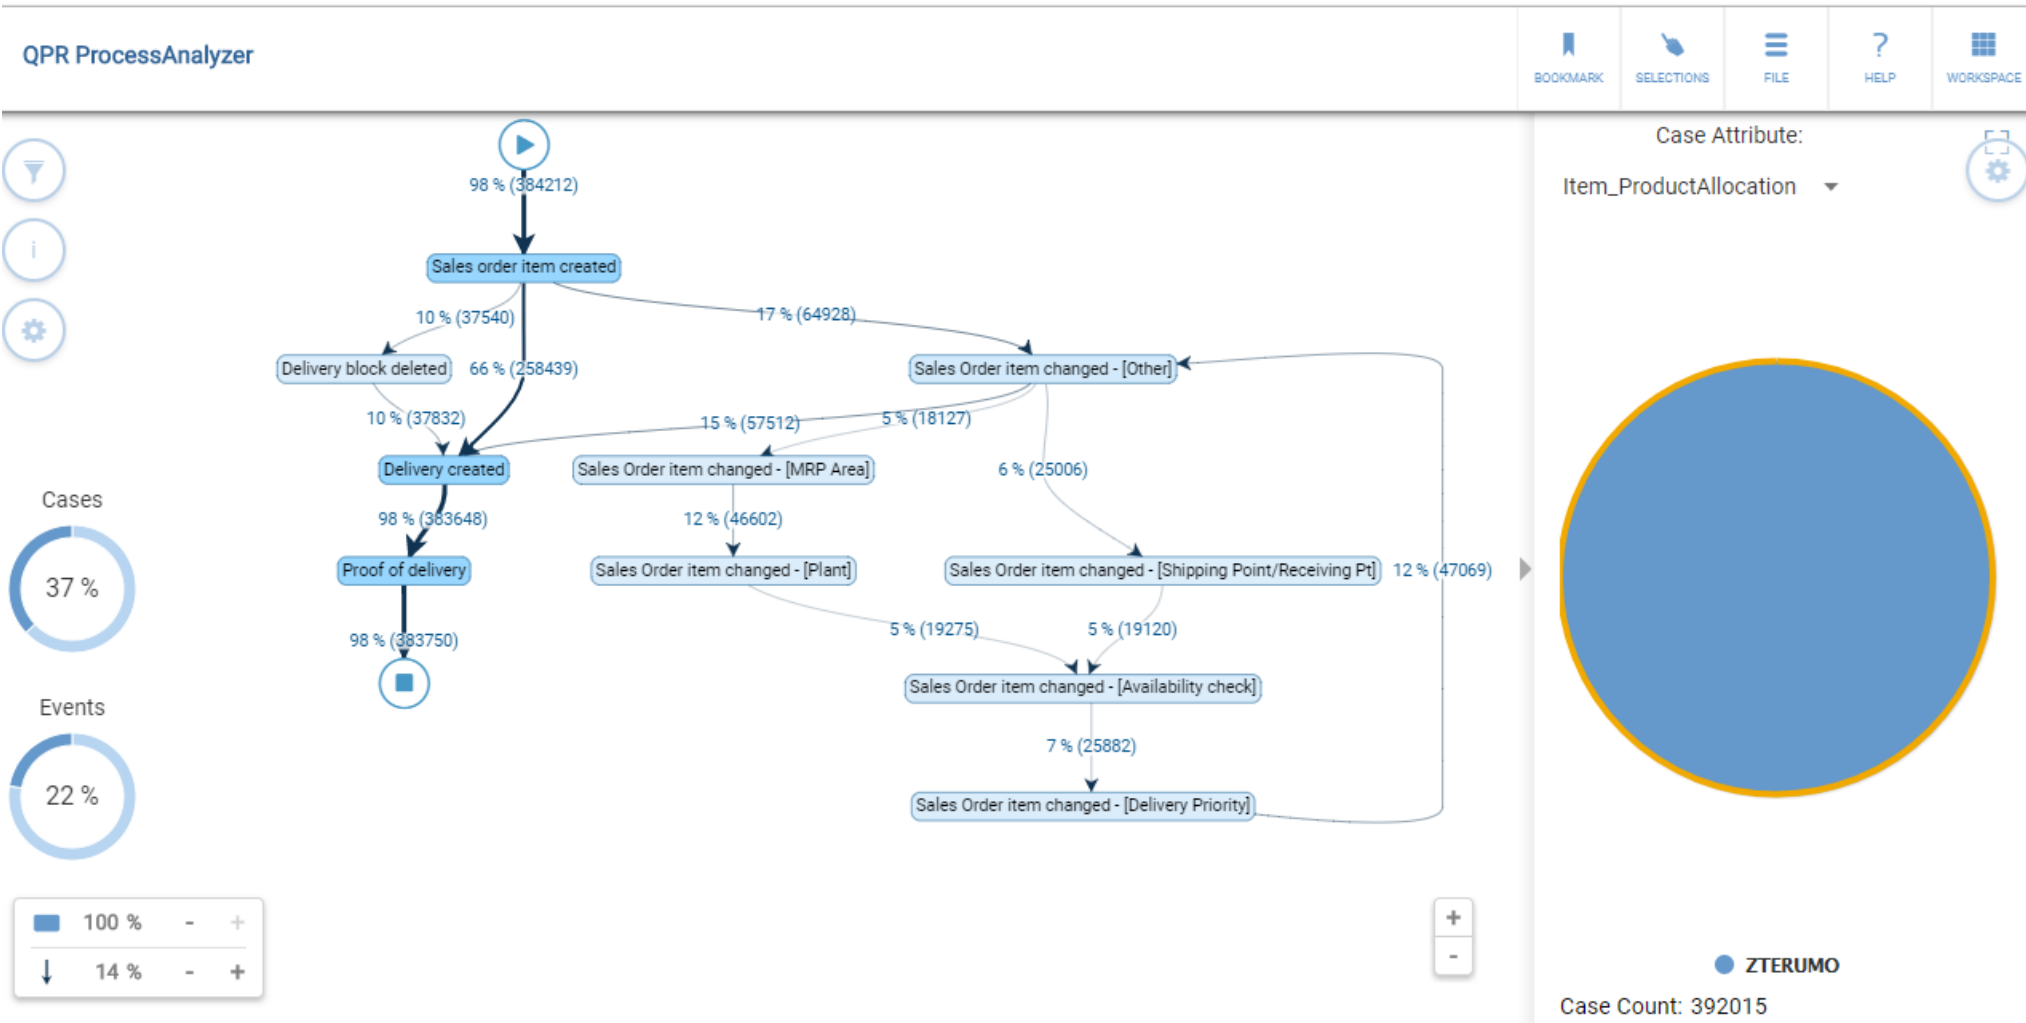 QPR ProcessAnalyzer
BOOKMARK
SELECTIONS
FILE
?
HELP
WORKSPACE
98 % (384212)
Sales order item created
10 % (37540)
17 % (64928)
Delivery block deleted
66 % (258439)
Sales Order item changed - [Other]
10 % (37832)
15 % (57512)
5 % (18127)
Delivery created
Sales Order item changed - [MRP Area]
6 % (25006)
98 % (383648)
12 % (46602)
Proof of delivery
Sales Order item changed - [Plant]
Sales Order item changed - [Shipping Point/Receiving Pt]
12 % (47069)
98 % (383750)
5 % (19275)
5 % (19120)
Sales Order item changed - [Availability check]
7 % (25882)
Sales Order item changed - [Delivery Priority]
i
Cases
37 %
Events
22 %
100 % - +
14 % - +
+
-
Case Attribute:
Item_ProductAllocation
ZTERUMO
Case Count: 392015